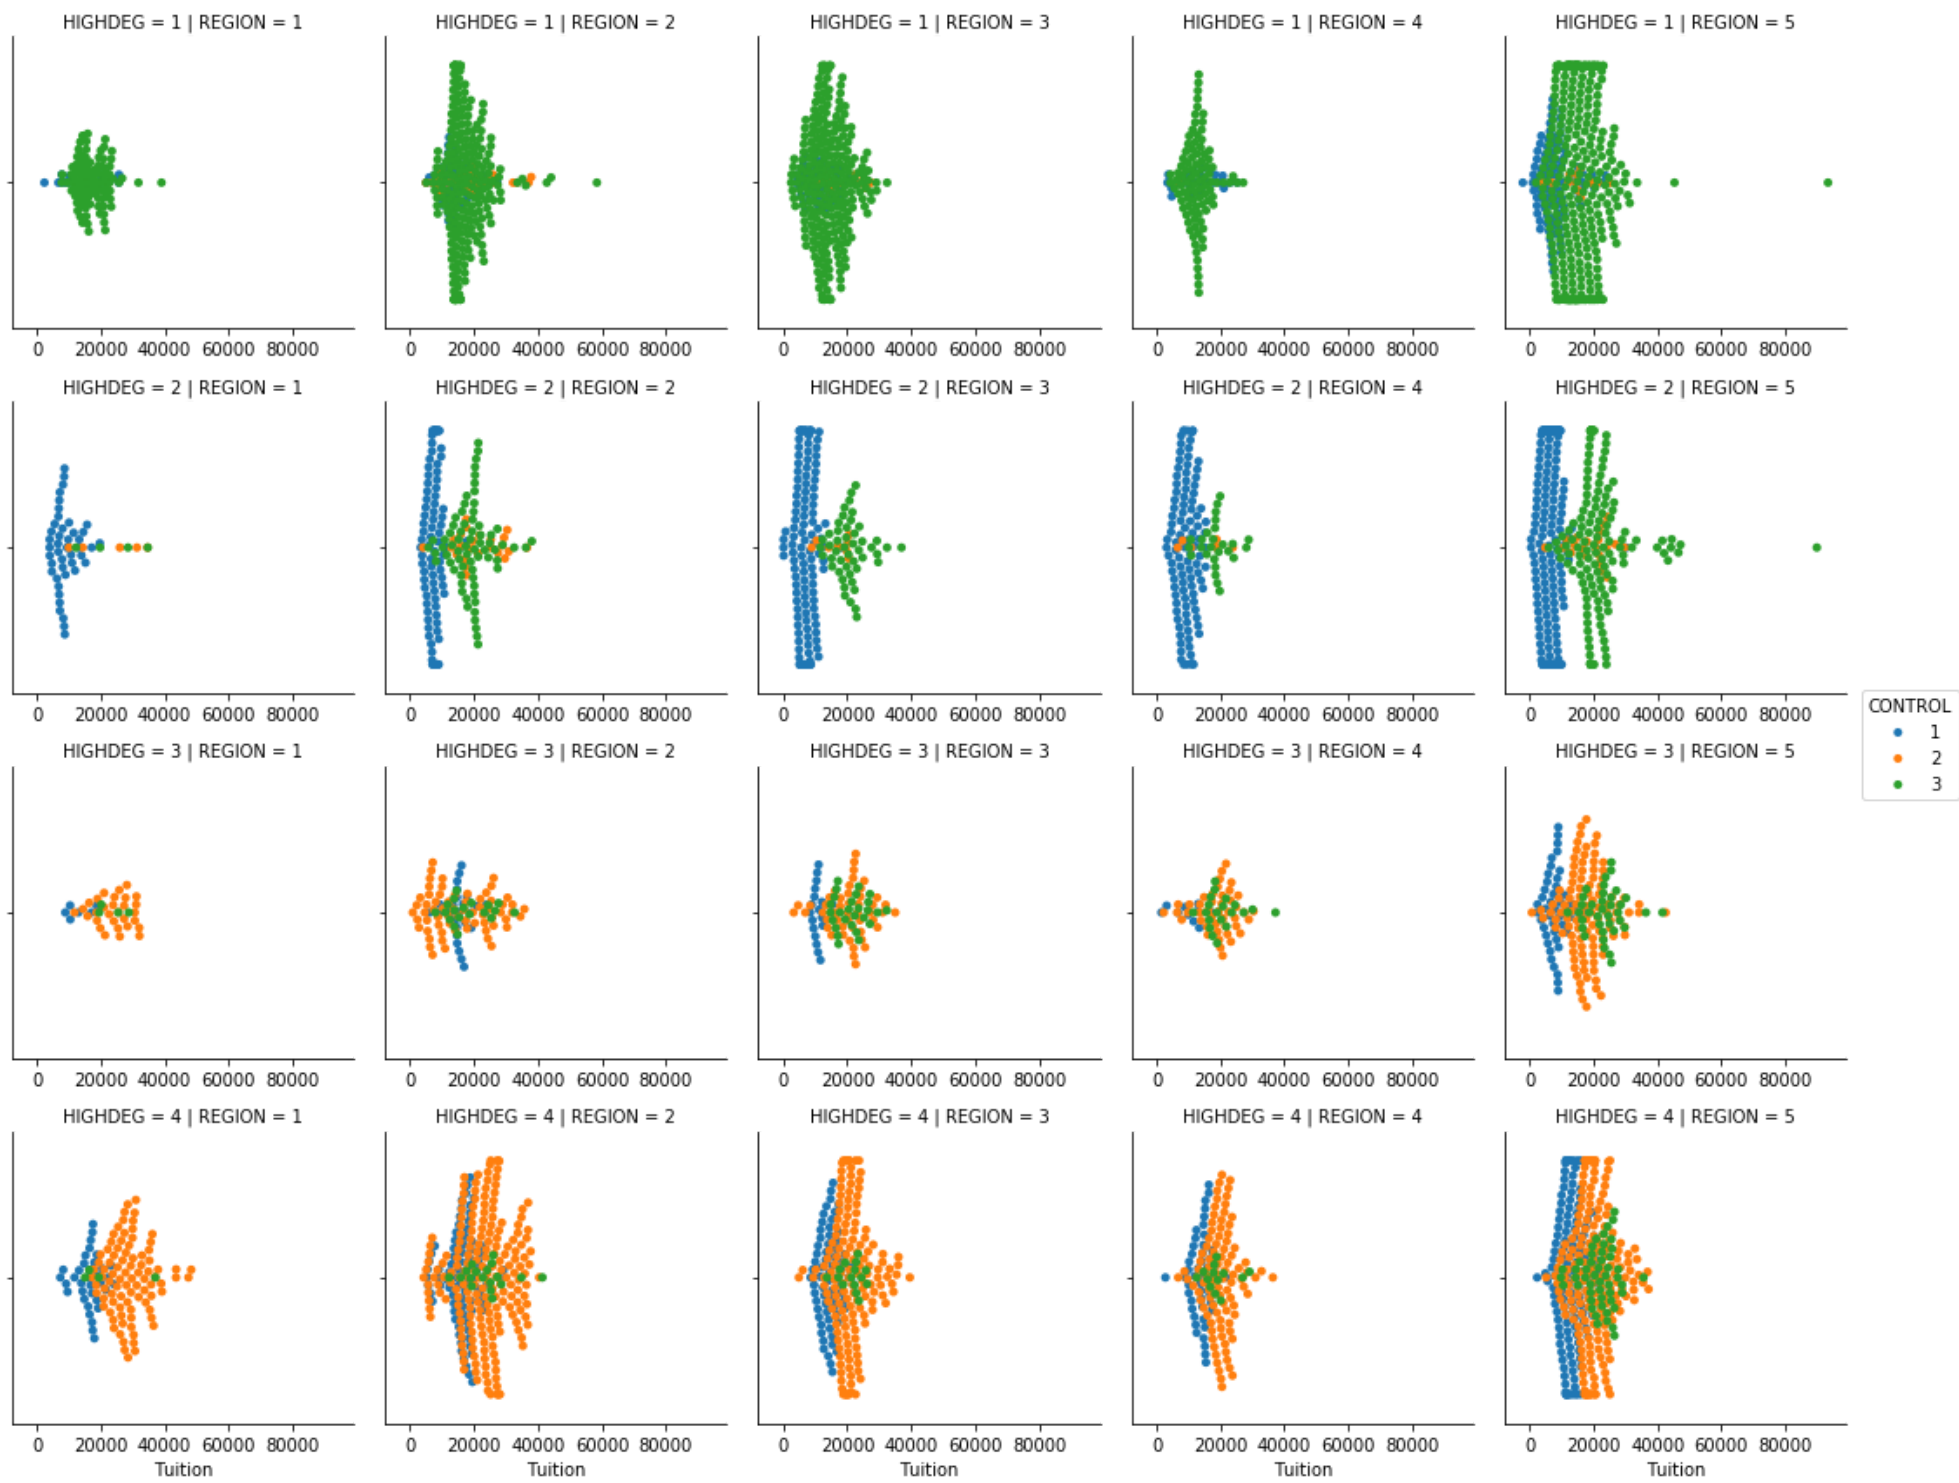 HIGHDEG = 1 | REGION = 1
HIGHDEG = 1 | REGION = 2
HIGHDEG = 1 | REGION = 3
HIGHDEG = 1 | REGION = 4
HIGHDEG = 1 | REGION = 5
0 20000 40000 60000 80000
0 20000 40000 60000 80000
0 20000 40000 60000 80000
0 20000 40000 60000 80000
0 20000 40000 60000 80000
HIGHDEG = 2 | REGION = 1
HIGHDEG = 2 | REGION = 2
HIGHDEG = 2 | REGION = 3
HIGHDEG = 2 | REGION = 4
HIGHDEG = 2 | REGION = 5
0 20000 40000 60000 80000
0 20000 40000 60000 80000
0 20000 40000 60000 80000
0 20000 40000 60000 80000
0 20000 40000 60000 80000
CONTROL
1
2
3
HIGHDEG = 3 | REGION = 1
HIGHDEG = 3 | REGION = 2
HIGHDEG = 3 | REGION = 3
HIGHDEG = 3 | REGION = 4
HIGHDEG = 3 | REGION = 5
0 20000 40000 60000 80000
0 20000 40000 60000 80000
0 20000 40000 60000 80000
0 20000 40000 60000 80000
0 20000 40000 60000 80000
HIGHDEG = 4 | REGION = 1
HIGHDEG = 4 | REGION = 2
HIGHDEG = 4 | REGION = 3
HIGHDEG = 4 | REGION = 4
HIGHDEG = 4 | REGION = 5
0 20000 40000 60000 80000
0 20000 40000 60000 80000
0 20000 40000 60000 80000
0 20000 40000 60000 80000
0 20000 40000 60000 80000
Tuition
Tuition
Tuition
Tuition
Tuition